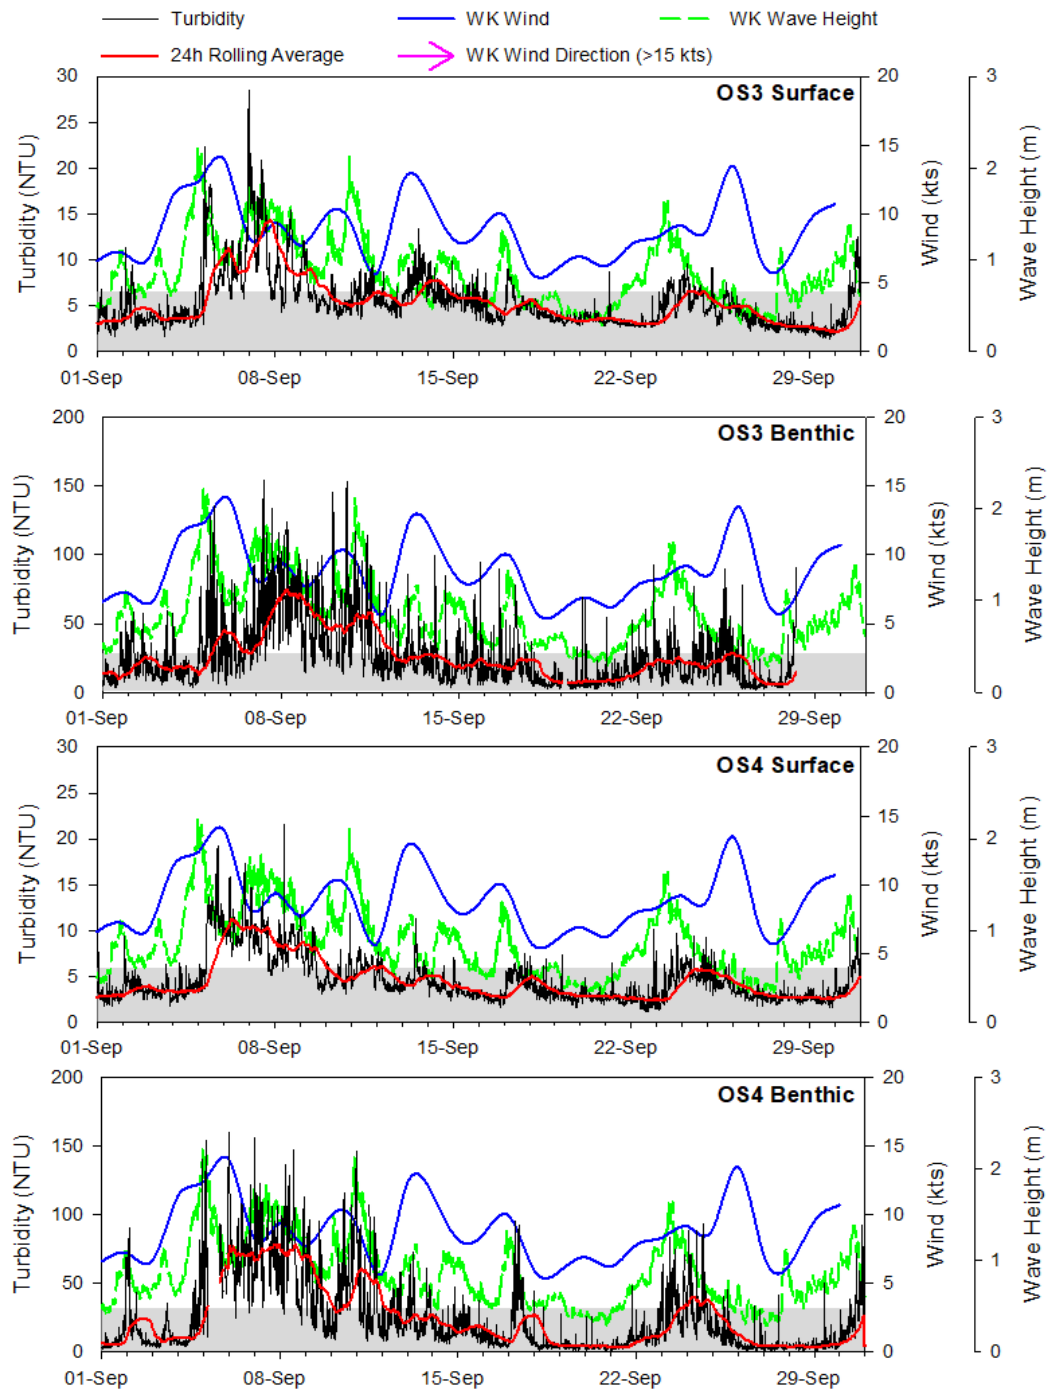 Turbidity WK Wind WK Wave Height
24h Rolling Average WK Wind Direction (>15 kts)
OS3 Surface
Turbidity (NTU)
30
25
20
15
10
5
0
01-Sep 08-Sep 15-Sep 22-Sep 29-Sep
Wind (kts)
20
15
10
5
0
Wave Height (m)
3
2
1
0
OS3 Benthic
Turbidity (NTU)
200
150
100
50
0
01-Sep 08-Sep 15-Sep 22-Sep 29-Sep
Wind (kts)
20
15
10
5
0
Wave Height (m)
3
2
1
0
OS4 Surface
Turbidity (NTU)
30
25
20
15
10
5
0
01-Sep 08-Sep 15-Sep 22-Sep 29-Sep
Wind (kts)
20
15
10
5
0
Wave Height (m)
3
2
1
0
OS4 Benthic
Turbidity (NTU)
200
150
100
50
0
01-Sep 08-Sep 15-Sep 22-Sep 29-Sep
Wind (kts)
20
15
10
5
0
Wave Height (m)
3
2
1
0